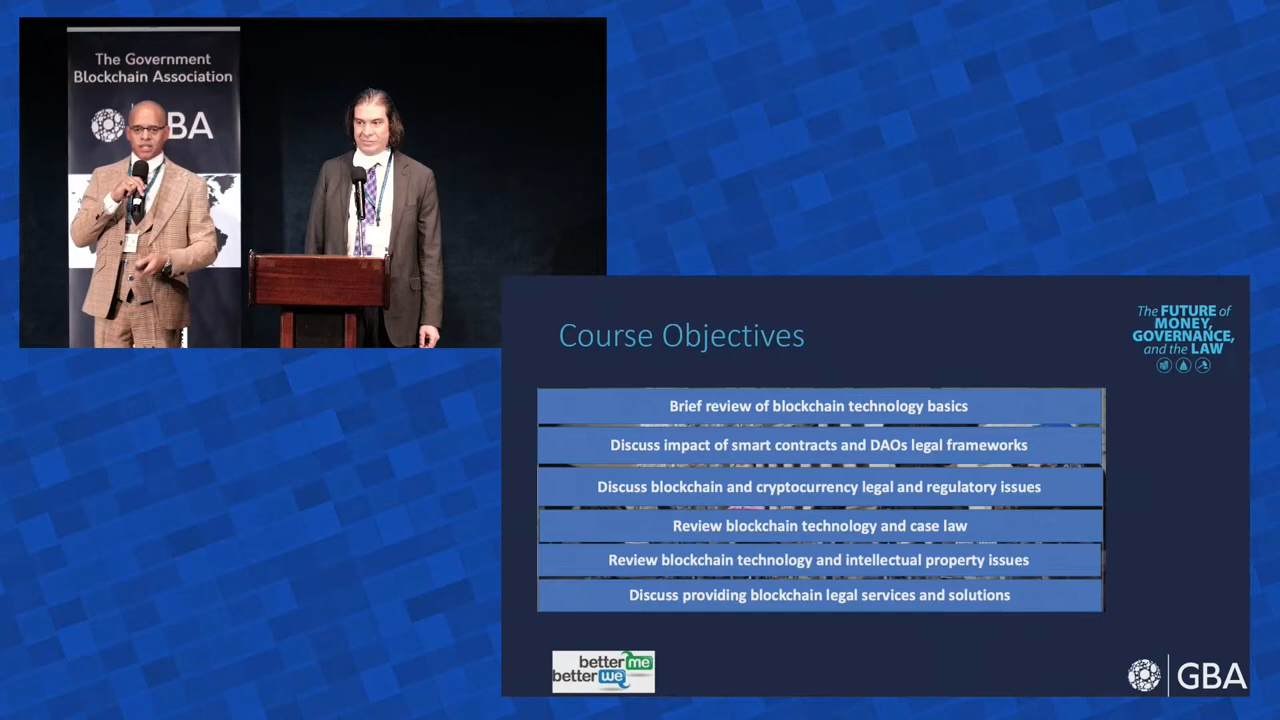 The Government
Blockchain Association
BA
Course Objectives
The FUTURE of
MONEY,
GOVERNANCE,
and the LAW
Brief review of blockchain technology basics
Discuss impact of smart contracts and DAOs legal frameworks
Discuss blockchain and cryptocurrency legal and regulatory issues
Review blockchain technology and case law
Review blockchain technology and intellectual property issues
Discuss providing blockchain legal services and solutions
better me
better we
GBA